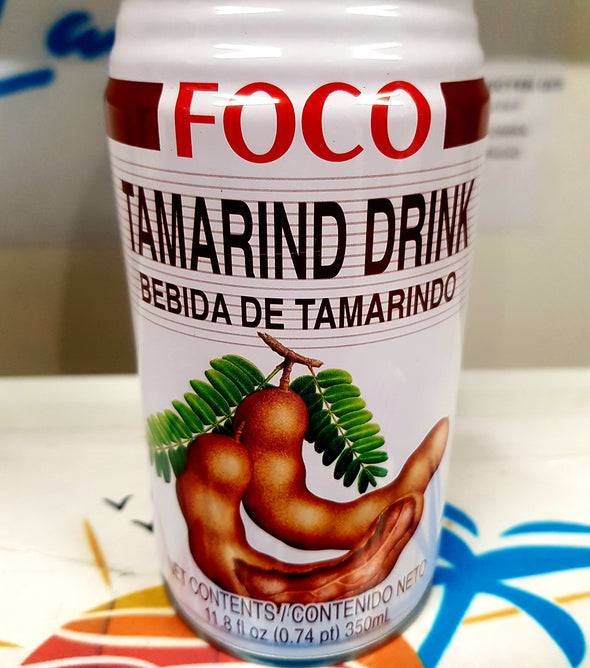 FOCO
TAMARIND DRINK
BEBIDA DE TAMARINDO
NET CONTENTS / CONTENIDO NETO
11.8 fl oz (0.74 pt) 350mL